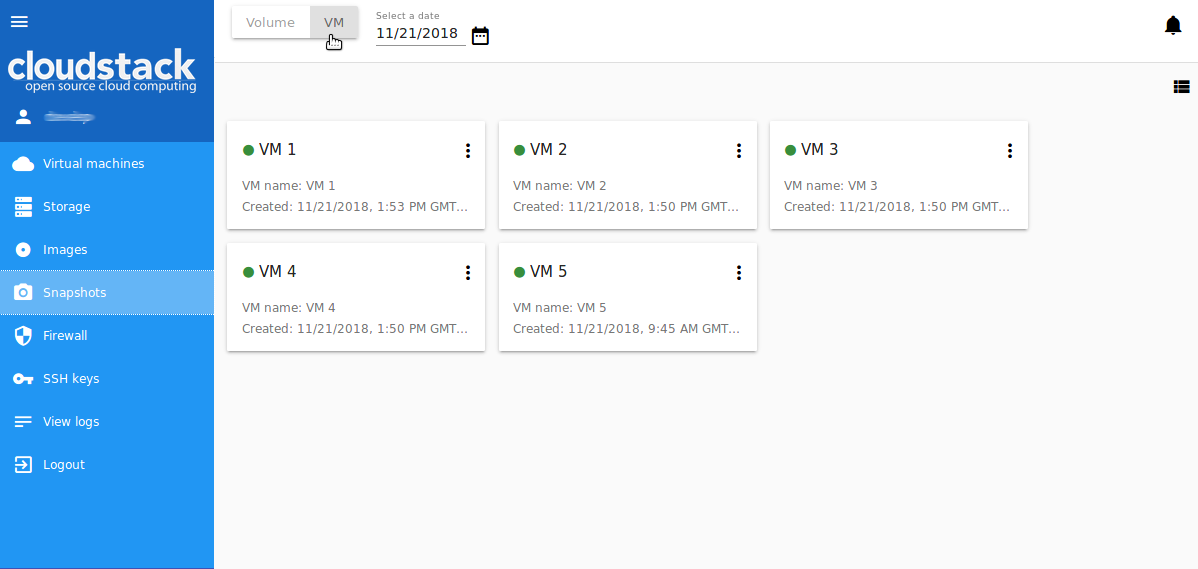 cloudstack
open source cloud computing
Virtual machines
Storage
Images
Snapshots
Firewall
SSH keys
View logs
Logout
Volume VM
Select a date
11/21/2018
VM 1
VM name: VM 1
Created: 11/21/2018, 1:53 PM GMT...
VM 2
VM name: VM 2
Created: 11/21/2018, 1:50 PM GMT...
VM 3
VM name: VM 3
Created: 11/21/2018, 1:50 PM GMT...
VM 4
VM name: VM 4
Created: 11/21/2018, 1:50 PM GMT...
VM 5
VM name: VM 5
Created: 11/21/2018, 9:45 AM GMT...